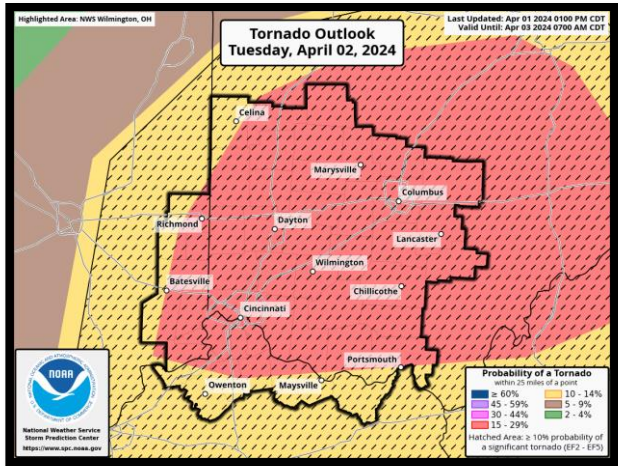 Highlighted Area: NWS Wilmington, OH
Tornado Outlook
Tuesday, April 02, 2024
Last Updated: Apr 01 2024 0100 PM CDT
Valid Until: Apr 03 2024 0700 AM CDT
Celina
Marysville
Columbus
Richmond
Dayton
Lancaster
Wilmington
Batesville
Chillicothe
Cincinnati
Portsmouth
Owenton
Maysville
NOAA
National Weather Service
Storm Prediction Center
https://www.spc.noaa.gov
Probability of a Tornado
within 25 miles of a point
≥ 60%
45 - 59%
30 - 44%
15 - 29%
10 - 14%
5 - 9%
2 - 4%
Hatched Area: ≥ 10% probability of
a significant tornado (EF2 - EF5)